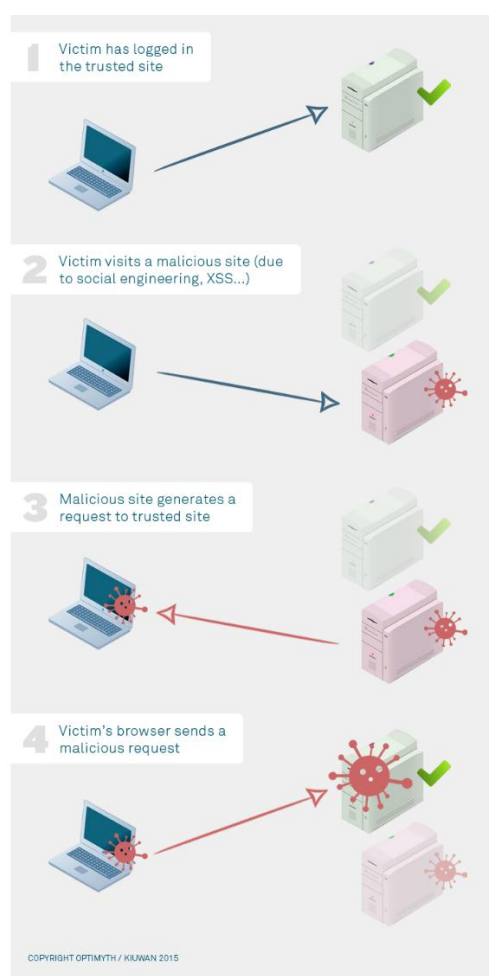 1 Victim has logged in
the trusted site
2 Victim visits a malicious site (due
to social engineering, XSS...)
3 Malicious site generates a
request to trusted site
4 Victim's browser sends a
malicious request
COPYRIGHT OPTIMYTH / KIUWAN 2015